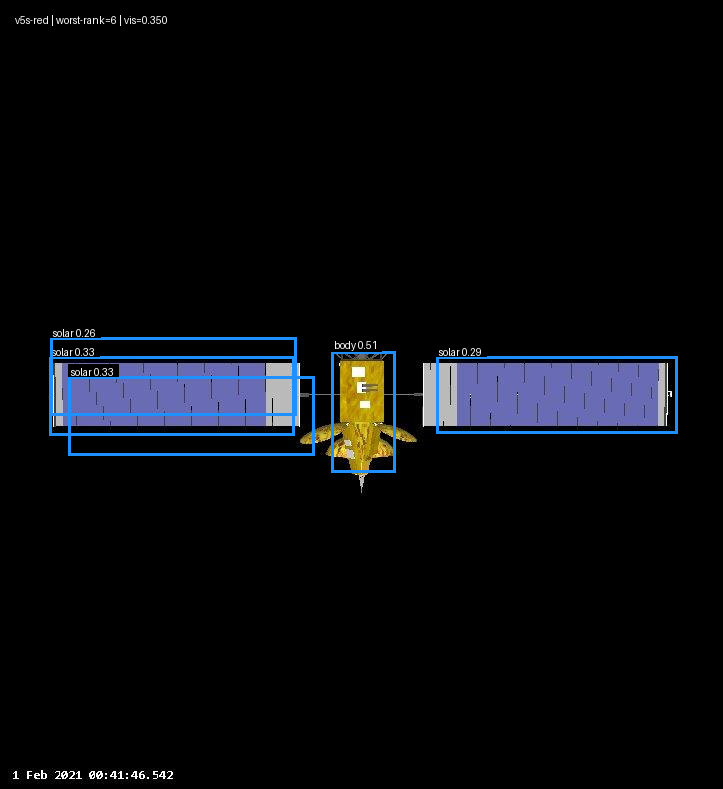 v5s-red | worst-rank=6 | vis=0.350
solar 0.26
solar 0.33
body 0.51
solar 0.29
solar 0.33
1 Feb 2021 00:41:46.542